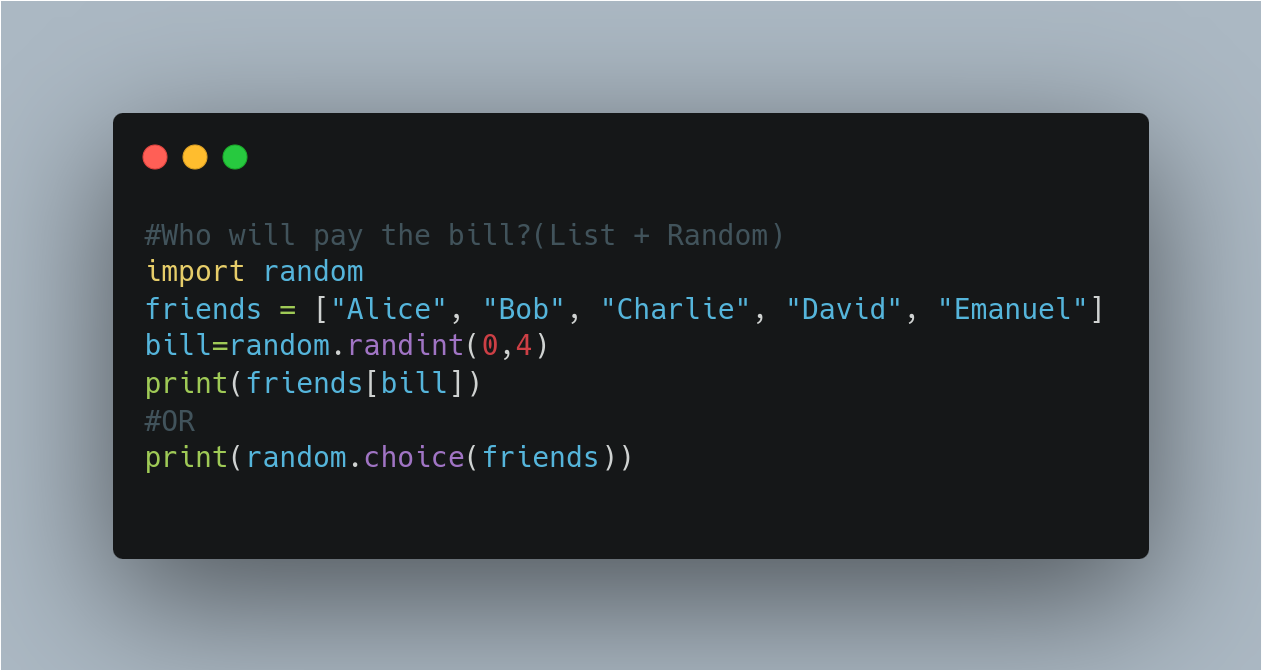 #Who will pay the bill?(List + Random)
import random
friends = ["Alice", "Bob", "Charlie", "David", "Emanuel"]
bill=random.randint(0,4)
print(friends[bill])
#OR
print(random.choice(friends))